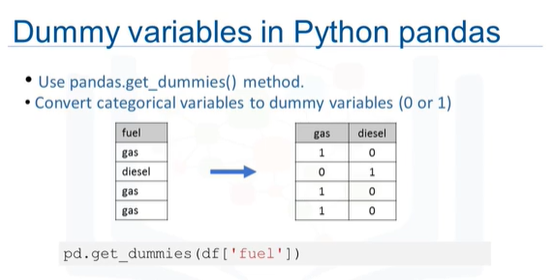 Dummy variables in Python pandas
• Use pandas.get_dummies() method.
• Convert categorical variables to dummy variables (0 or 1)
fuel
gas
diesel
gas
gas
gas diesel
1 0
0 1
1 0
1 0
pd.get_dummies(df['fuel'])